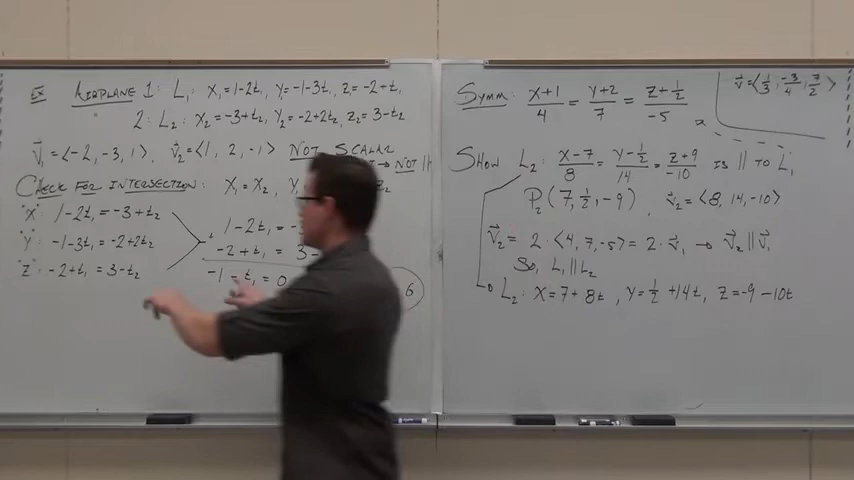 Ex AIRPLANE 1: L₁: X₁=1-2t₁ Y₁=-1-3t₁ Z₁=-2+t₁
2: L₂: X₂=-3+t₂, Y₂=-2+2t₂, Z₂=3-t₂
v⃗₁=<-2,-3,1>, v⃗₂=<1,2,-1> NOT SCALAR
→ NOT ||
CHECK FOR INTERSECTION: X₁=X₂, Y
"X": 1-2t₁=-3+t₂
"Y": -1-3t₁=-2+2t₂
"Z": -2+t₁=3-t₂
1-2t₁=-
+ -2+t₁= 3-
-1-t₁=0
6
SYMM: X+1/4 = Y+2/7 = Z+1/2/-5
v⃗=<1/3, -3/4, 7/2>
SHOW L₂: X-7/8 = Y-1/2/14 = Z+9/-10 IS || TO L₁
P₂(7,1/2,-9), v⃗₂=<8,14,-10>
v⃗₂= 2·<4,7,-5>=2·v⃗₁ → v⃗₂||v⃗₁
So, L₁||L₂
L₂: X=7+8t, Y=1/2+14t, Z=-9-10t